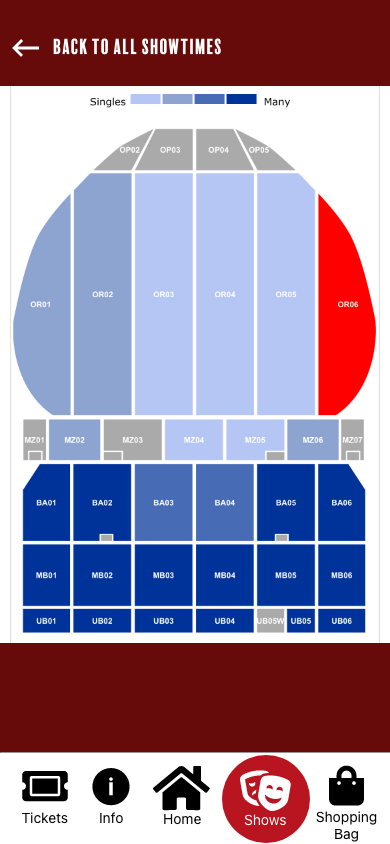 BACK TO ALL SHOWTIMES
Singles Many
OP02 OP03 OP04 OP05
OR01 OR02 OR03 OR04 OR05 OR06
MZ01 MZ02 MZ03 MZ04 MZ05 MZ06 MZ07
BA01 BA02 BA03 BA04 BA05 BA06
MB01 MB02 MB03 MB04 MB05 MB06
UB01 UB02 UB03 UB04 UB05W UB05 UB06
Tickets Info Home Shows Shopping
Bag